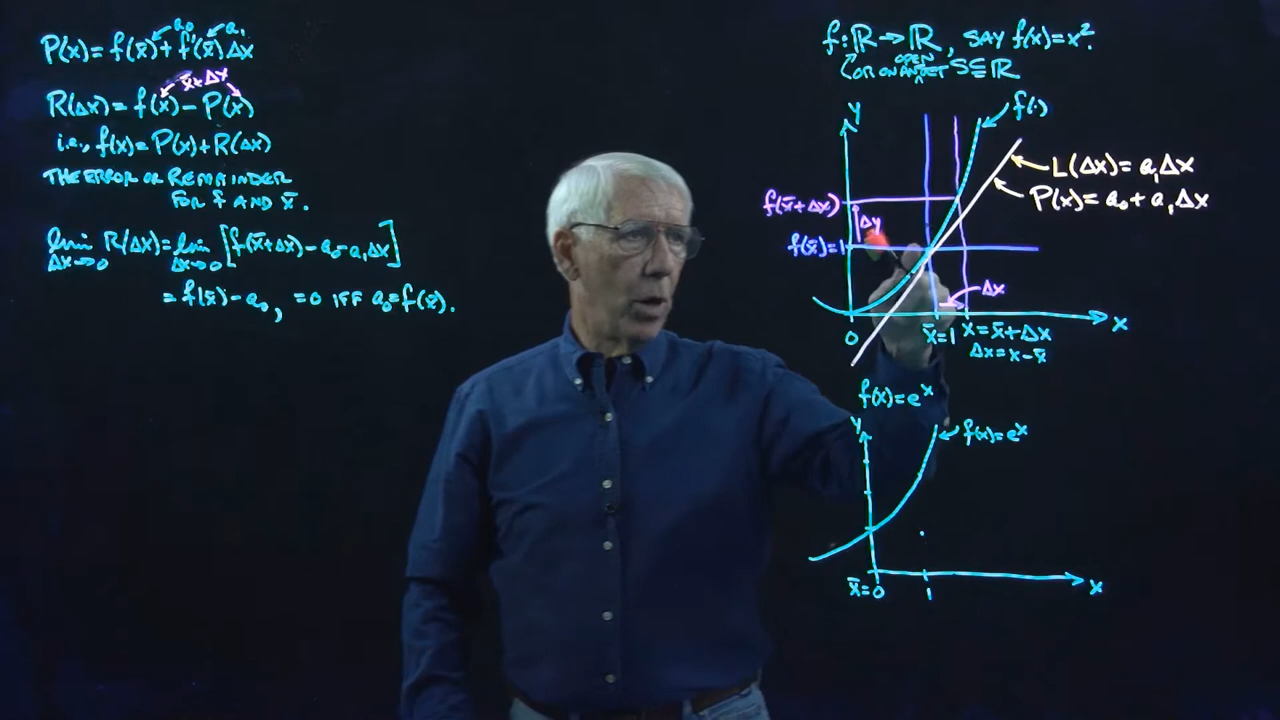 P(x) = f(x̄) + f'(x̄) Δx
a₀
a₁
x̄+Δx
R(Δx) = f(x) − P(x)
i.e., f(x) = P(x) + R(Δx)
THE ERROR OR REMAINDER
FOR f AND x̄.
lim Δx→0 R(Δx) = lim Δx→0 [f(x̄+Δx) − a₀ − a₁Δx]
= f(x̄) − a₀, = 0 IFF a₀ = f(x̄).
f: ℝ → ℝ, SAY f(x) = x².
OPEN
OR ON AN SET S ⊆ ℝ
y
f(·)
L(Δx) = a₁Δx
P(x) = a₀ + a₁Δx
f(x̄+Δx)
Δy
f(x̄) = 1
Δx
x
0
x̄=1
x = x̄+Δx
Δx = x − x̄
f(x) = eˣ
y
f(x) = eˣ
x̄=0
1
x